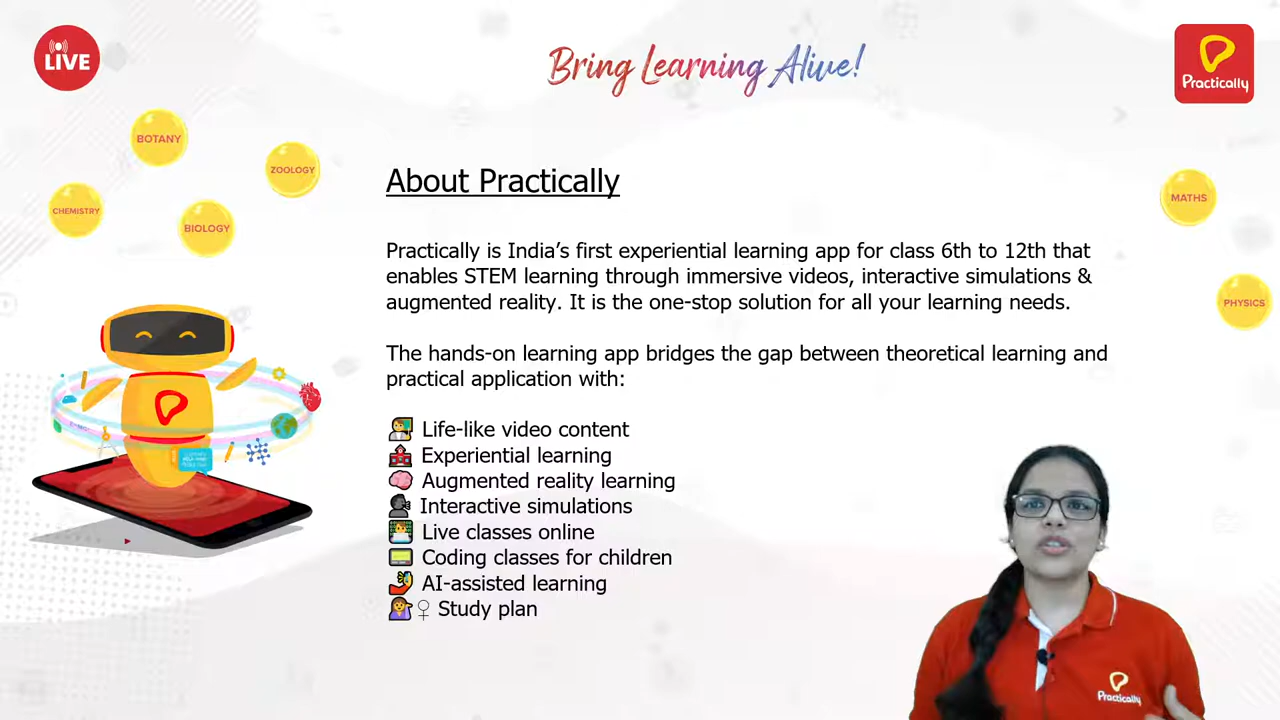 LIVE
Bring Learning Alive!
Practically
BOTANY
ZOOLOGY
CHEMISTRY
BIOLOGY
MATHS
PHYSICS
About Practically
Practically is India’s first experiential learning app for class 6th to 12th that
enables STEM learning through immersive videos, interactive simulations &
augmented reality. It is the one-stop solution for all your learning needs.
The hands-on learning app bridges the gap between theoretical learning and
practical application with:
Life-like video content
Experiential learning
Augmented reality learning
Interactive simulations
Live classes online
Coding classes for children
AI-assisted learning
♀ Study plan
Practically